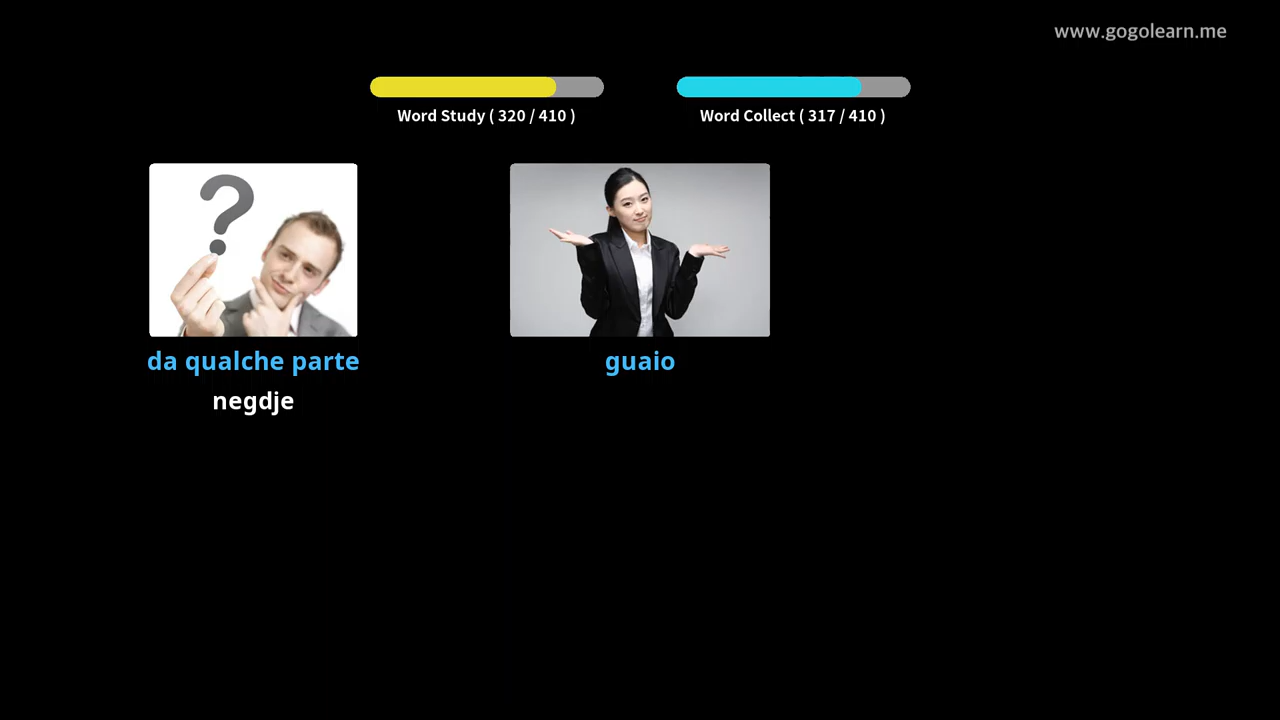 www.gogolearn.me
Word Study ( 320 / 410 )
Word Collect ( 317 / 410 )
?
da qualche parte
negdje
guaio